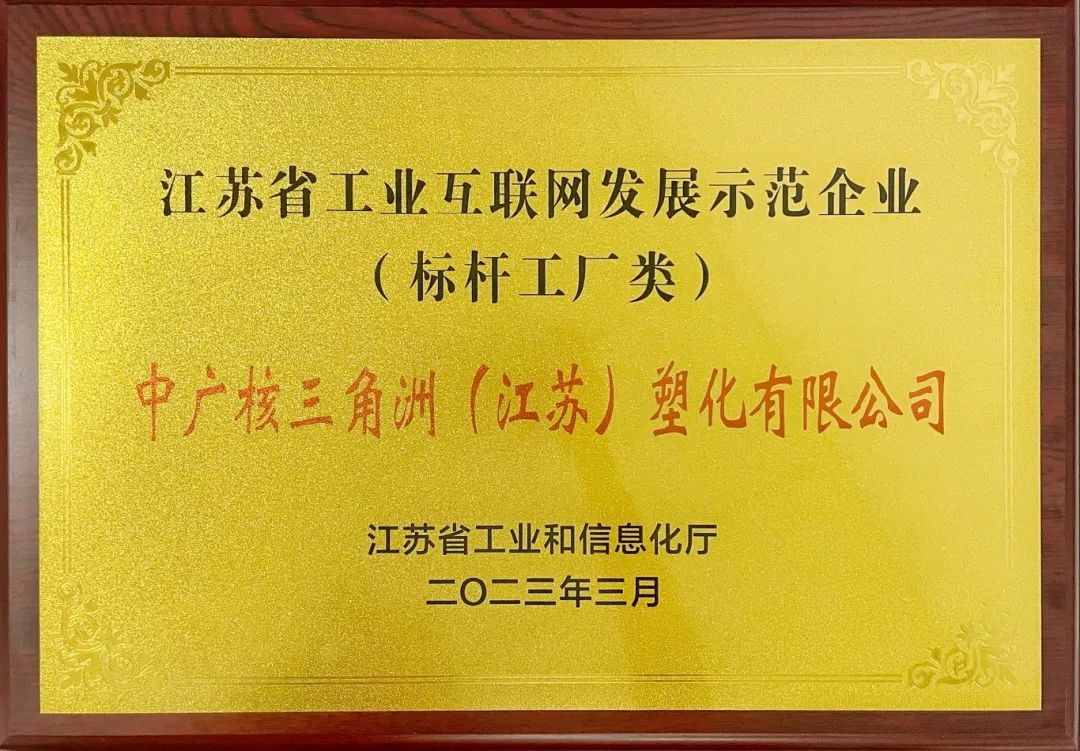 江苏省工业互联网发展示范企业
（标杆工厂类）
中广核三角洲（江苏）塑化有限公司
江苏省工业和信息化厅
二〇二三年三月